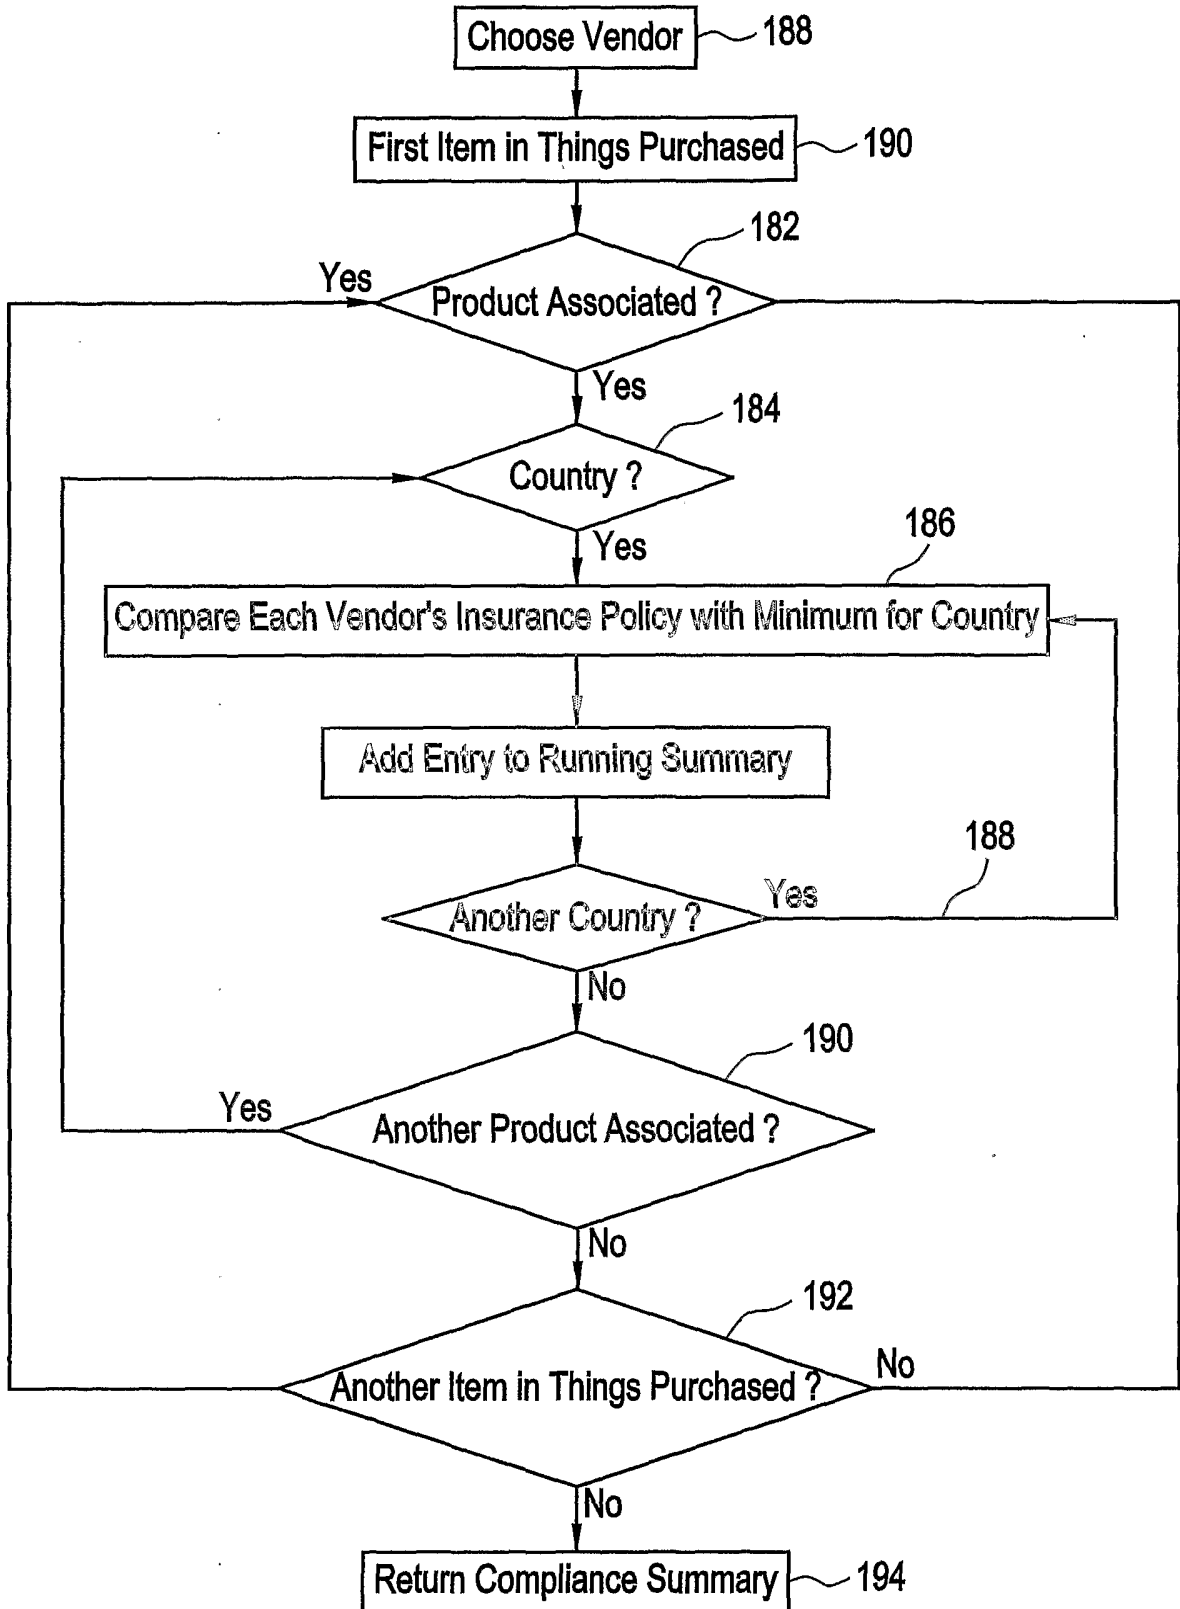 Choose Vendor
188
First Item in Things Purchased
190
182
Yes
Product Associated ?
Yes
184
Country ?
Yes
186
Compare Each Vendor's Insurance Policy with Minimum for Country
Add Entry to Running Summary
188
Yes
Another Country ?
No
190
Yes
Another Product Associated ?
No
192
No
Another Item in Things Purchased ?
No
Return Compliance Summary
194